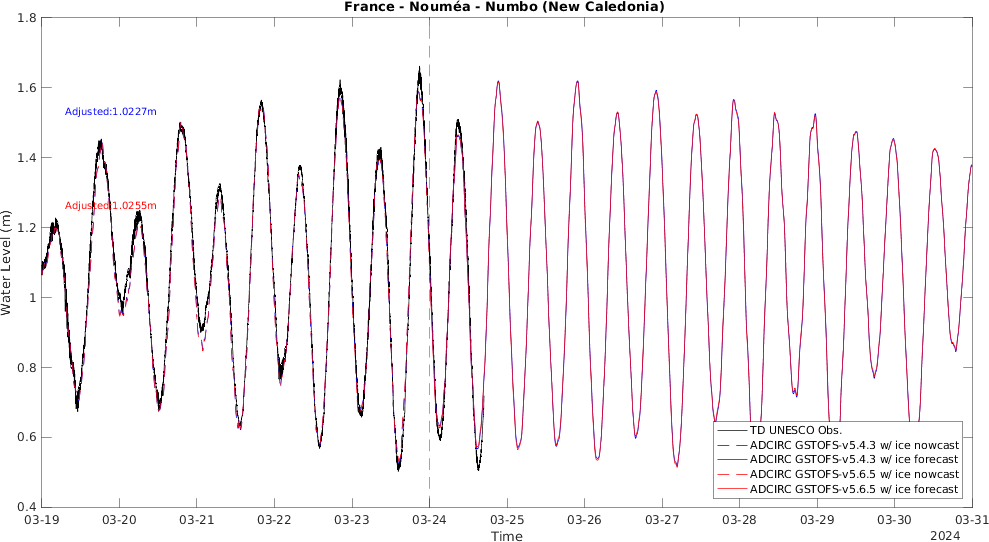 France - Nouméa - Numbo (New Caledonia)
1.8
1.6
1.4
1.2
1
0.8
0.6
0.4
Water Level (m)
Adjusted:1.0227m
Adjusted:1.0255m
TD UNESCO Obs.
ADCIRC GSTOFS-v5.4.3 w/ ice nowcast
ADCIRC GSTOFS-v5.4.3 w/ ice forecast
ADCIRC GSTOFS-v5.6.5 w/ ice nowcast
ADCIRC GSTOFS-v5.6.5 w/ ice forecast
03-19 03-20 03-21 03-22 03-23 03-24 03-25 03-26 03-27 03-28 03-29 03-30 03-31
Time
2024